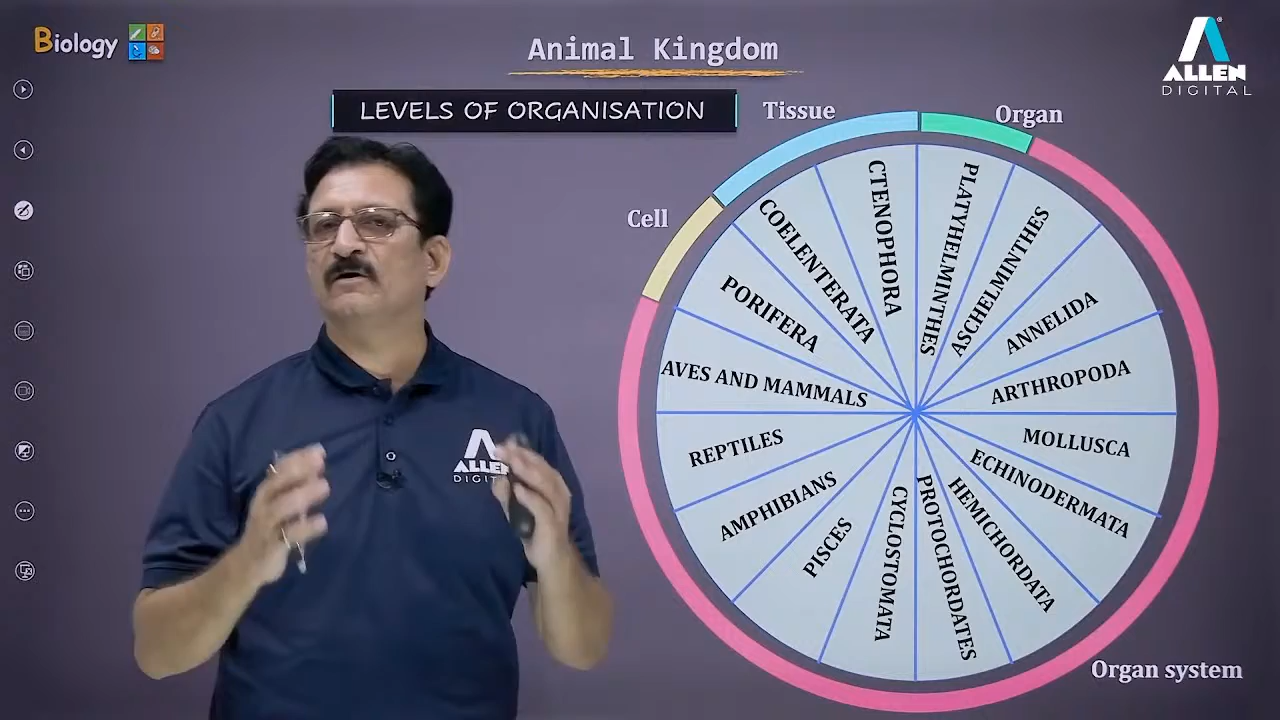 Biology
Animal Kingdom
ALLEN
DIGITAL
LEVELS OF ORGANISATION
Tissue
Organ
Cell
Organ system
CTENOPHORA
PLATYHELMINTHES
ASCHELMINTHES
ANNELIDA
ARTHROPODA
MOLLUSCA
ECHINODERMATA
HEMICHORDATA
PROTOCHORDATES
CYCLOSTOMATA
PISCES
AMPHIBIANS
REPTILES
AVES AND MAMMALS
PORIFERA
COELENTERATA
ALLEN
DIGIT